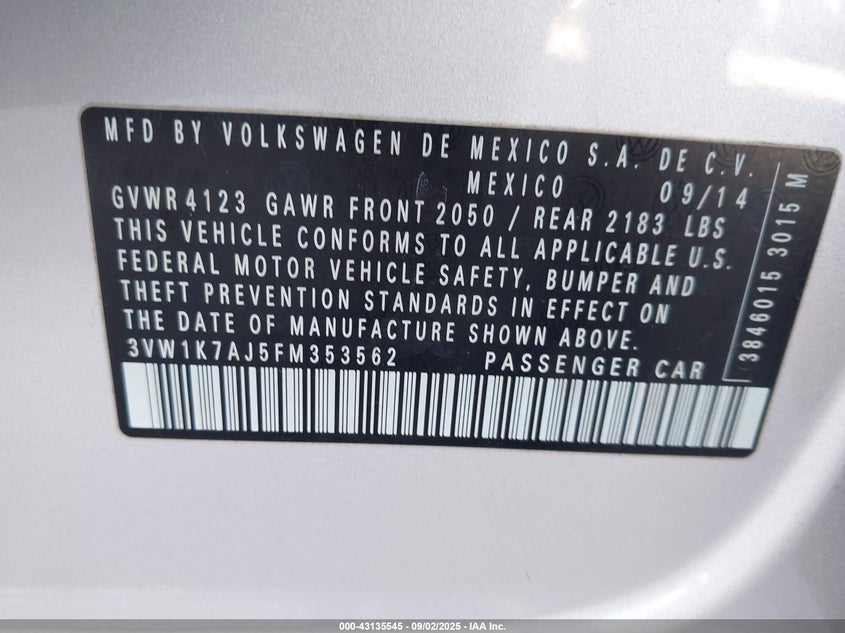 MFD BY VOLKSWAGEN DE MEXICO S.A. DE C.V.
MEXICO 09/14
GVWR 4123 GAWR FRONT 2050 / REAR 2183 LBS
THIS VEHICLE CONFORMS TO ALL APPLICABLE U.S.
FEDERAL MOTOR VEHICLE SAFETY, BUMPER AND
THEFT PREVENTION STANDARDS IN EFFECT ON
THE DATE OF MANUFACTURE SHOWN ABOVE.
3VW1K7AJ5FM353562 PASSENGER CAR
3846015 3015 M
000-43135545 - 09/02/2025 - IAA Inc.